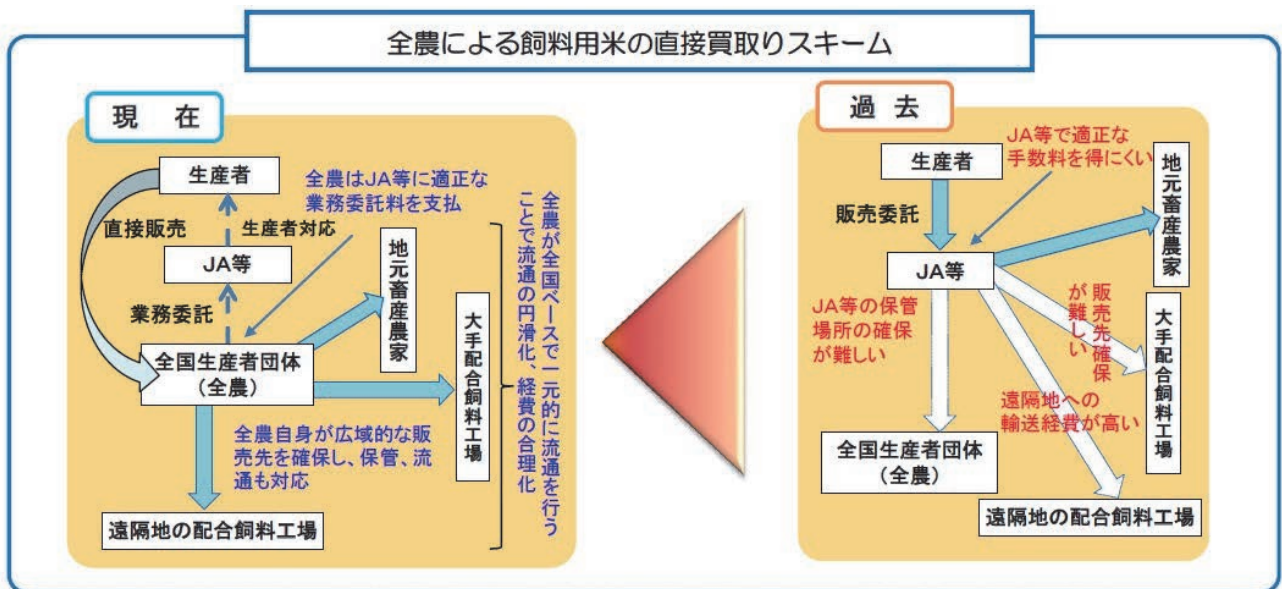 全農による飼料用米の直接買取りスキーム
現　在
生産者
全農はJA等に適正な
業務委託料を支払
直接販売
生産者対応
JA等
業務委託
全国生産者団体
（全農）
地元畜産農家
大手配合飼料工場
全農自身が広域的な販
売先を確保し、保管、流
通も対応
遠隔地の配合飼料工場
全農が全国ベースで一元的に流通を行う
ことで流通の円滑化、経費の合理化
過　去
生産者
JA等で適正な
手数料を得にくい
販売委託
JA等
地元畜産農家
JA等の保管
場所の確保
が難しい
販売先確保
が難しい
大手配合飼料工場
遠隔地への
輸送経費が高い
全国生産者団体
（全農）
遠隔地の配合飼料工場